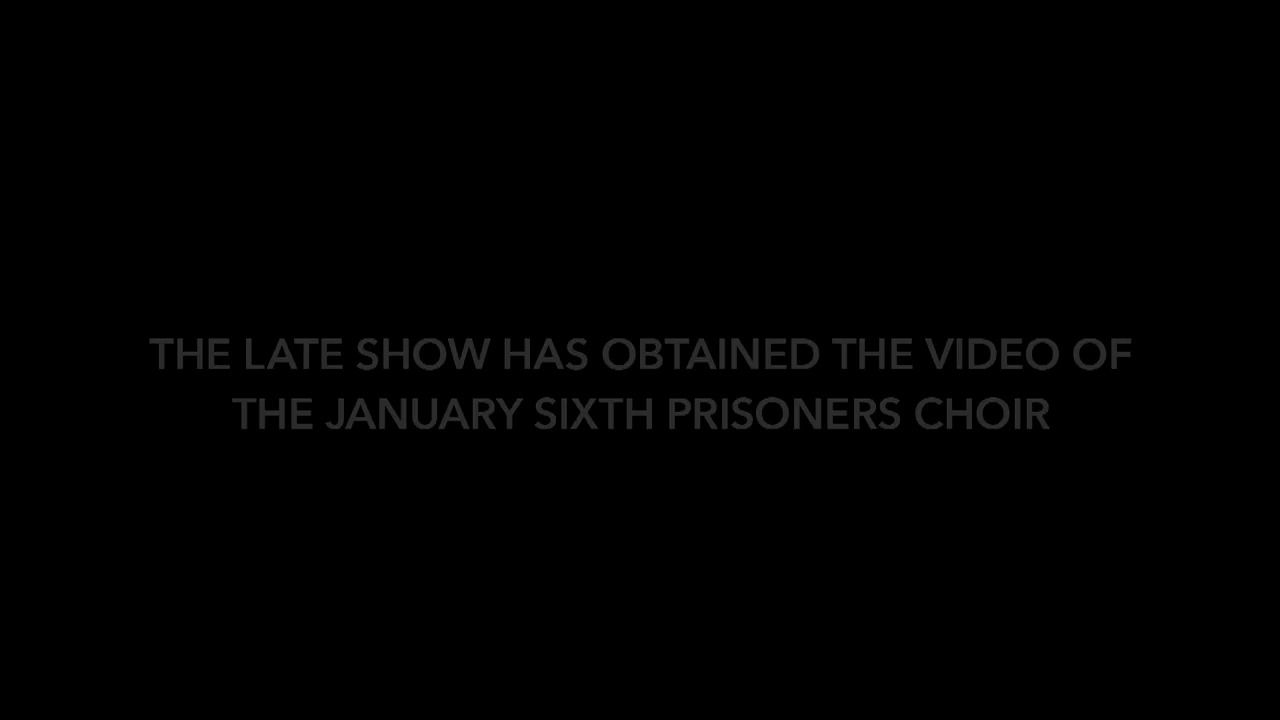 THE LATE SHOW HAS OBTAINED THE VIDEO OF
THE JANUARY SIXTH PRISONERS CHOIR